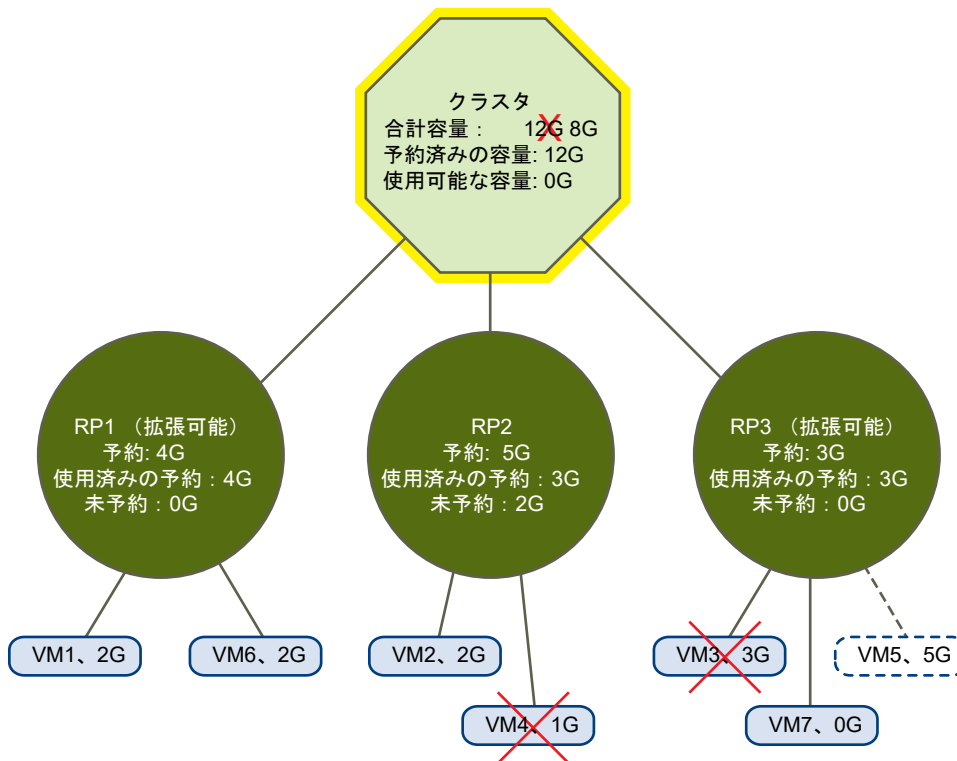 クラスタ
合計容量： 12G 8G
予約済みの容量: 12G
使用可能な容量: 0G
RP1 （拡張可能）
予約: 4G
使用済みの予約：4G
未予約：0G
RP2
予約: 5G
使用済みの予約：3G
未予約：2G
RP3 （拡張可能）
予約: 3G
使用済みの予約：3G
未予約：0G
VM1、2G
VM6、2G
VM2、2G
VM3、3G
VM5、5G
VM4、1G
VM7、0G